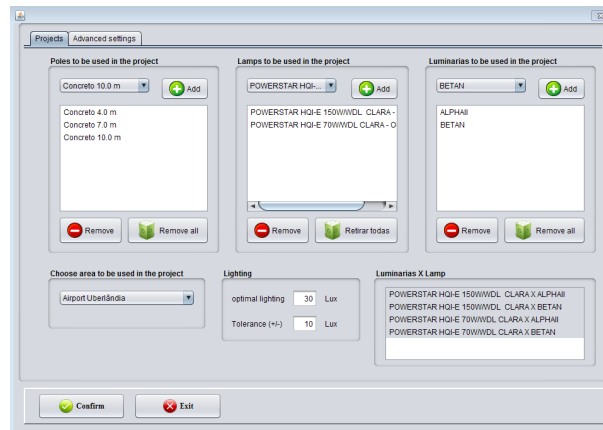 Projects Advanced settings
Poles to be used in the project
Concreto 10.0 m
Add
Concreto 4.0 m
Concreto 7.0 m
Concreto 10.0 m
Remove
Remove all
Lamps to be used in the project
POWERSTAR HQI-...
Add
POWERSTAR HQI-E 150W/WDL CLARA -
POWERSTAR HQI-E 70W/WDL CLARA - O
Remove
Retirar todas
Luminarias to be used in the project
BETAN
Add
ALPHAII
BETAN
Remove
Remove all
Choose area to be used in the project
Airport Uberlândia
Lighting
optimal lighting 30 Lux
Tolerance (+/-) 10 Lux
Luminarias X Lamp
POWERSTAR HQI-E 150W/WDL CLARA X ALPHAII
POWERSTAR HQI-E 150W/WDL CLARA X BETAN
POWERSTAR HQI-E 70W/WDL CLARA X ALPHAII
POWERSTAR HQI-E 70W/WDL CLARA X BETAN
Confirm
Exit